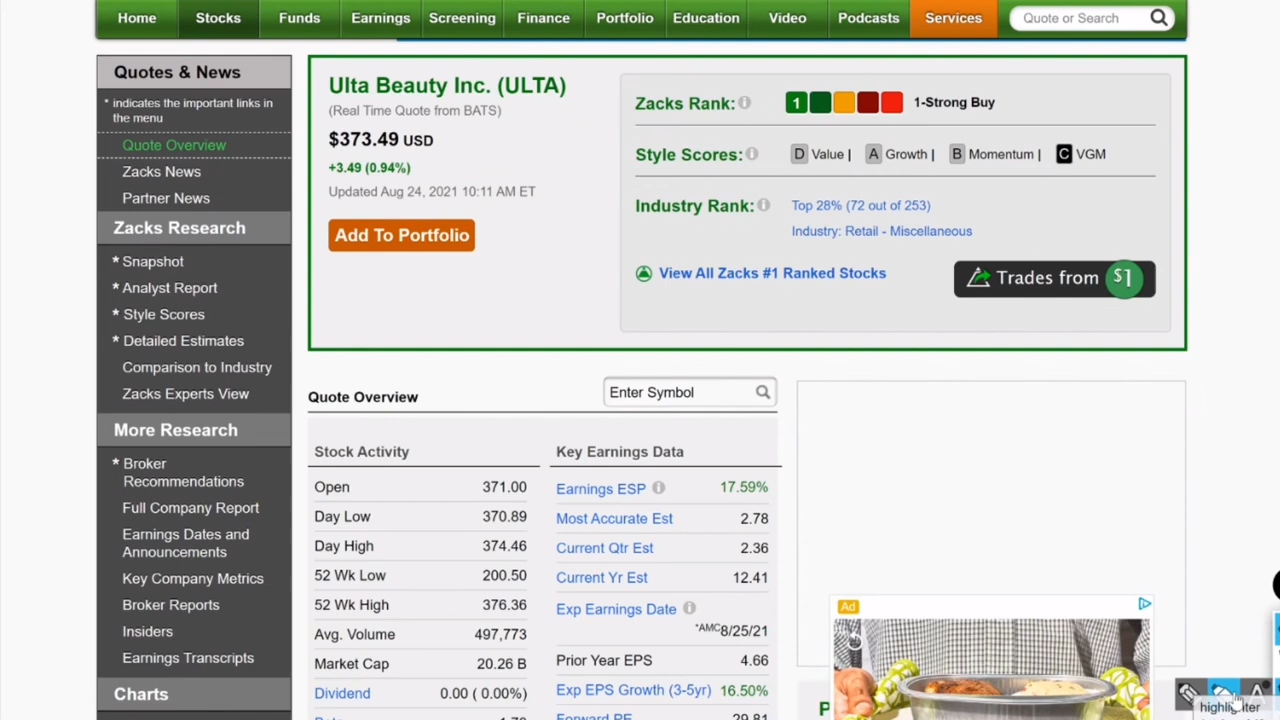 Home Stocks Funds Earnings Screening Finance Portfolio Education Video Podcasts Services Quote or Search
Quotes & News
* indicates the important links in
the menu
Quote Overview
Zacks News
Partner News
Zacks Research
* Snapshot
* Analyst Report
* Style Scores
* Detailed Estimates
Comparison to Industry
Zacks Experts View
More Research
* Broker
Recommendations
Full Company Report
Earnings Dates and
Announcements
Key Company Metrics
Broker Reports
Insiders
Earnings Transcripts
Charts
Ulta Beauty Inc. (ULTA)
(Real Time Quote from BATS)
$373.49 USD
+3.49 (0.94%)
Updated Aug 24, 2021 10:11 AM ET
Add To Portfolio
Zacks Rank: 1 1-Strong Buy
Style Scores: D Value | A Growth | B Momentum | C VGM
Industry Rank: Top 28% (72 out of 253)
Industry: Retail - Miscellaneous
View All Zacks #1 Ranked Stocks
Trades from $1
Quote Overview
Enter Symbol
Stock Activity
Open 371.00
Day Low 370.89
Day High 374.46
52 Wk Low 200.50
52 Wk High 376.36
Avg. Volume 497,773
Market Cap 20.26 B
Dividend 0.00 ( 0.00%)
Key Earnings Data
Earnings ESP 17.59%
Most Accurate Est 2.78
Current Qtr Est 2.36
Current Yr Est 12.41
Exp Earnings Date
*AMC8/25/21
Prior Year EPS 4.66
Exp EPS Growth (3-5yr) 16.50%
Forward PE 29.81
Ad
highlighter